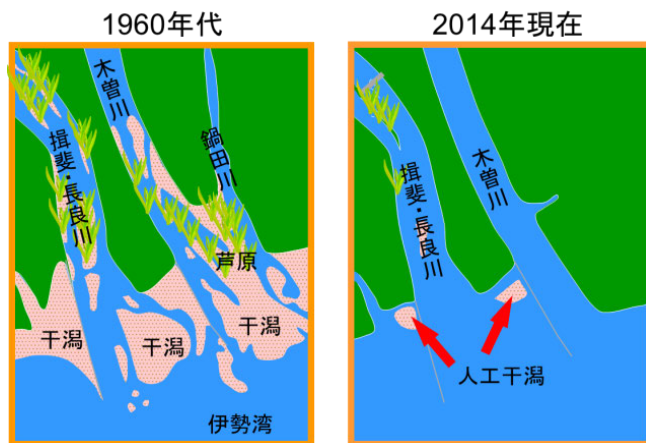 1960年代
木曽川
揖斐・長良川
鍋田川
芦原
干潟
干潟
干潟
伊勢湾
2014年現在
揖斐・長良川
木曽川
人工干潟